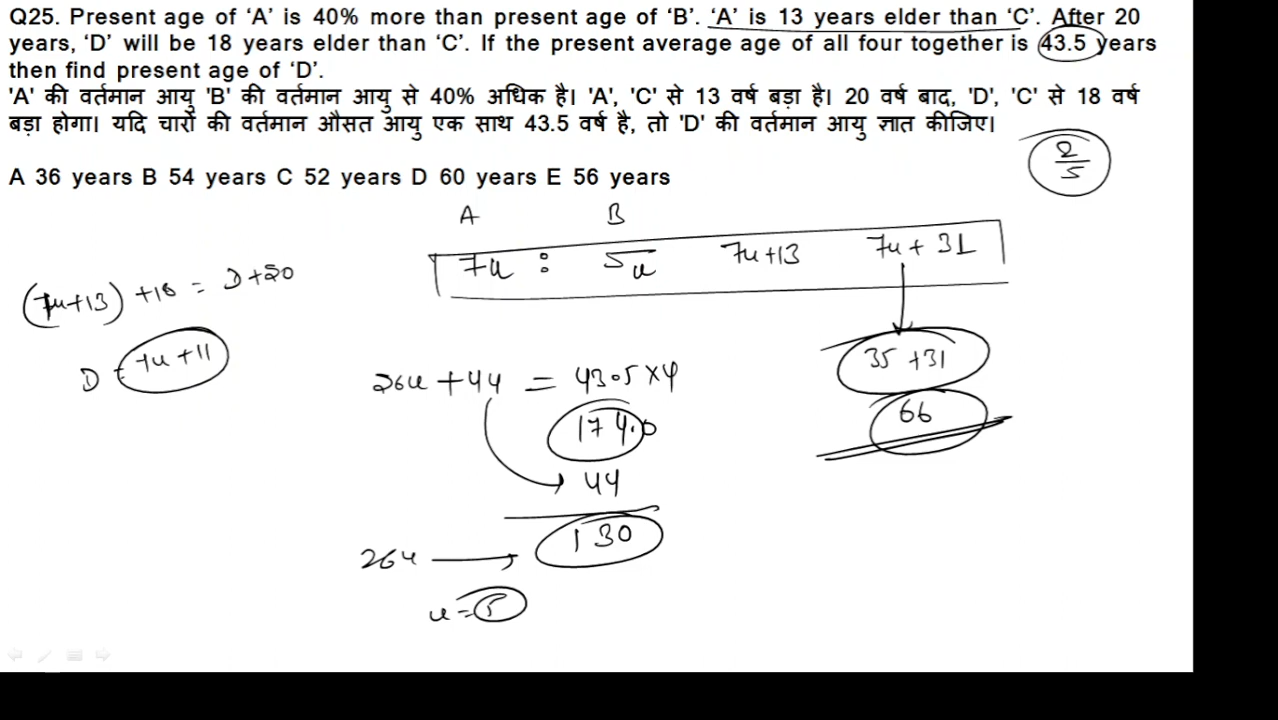 Q25. Present age of ‘A’ is 40% more than present age of ‘B’. ‘A’ is 13 years elder than ‘C’. After 20
years, ‘D’ will be 18 years elder than ‘C’. If the present average age of all four together is 43.5 years
then find present age of ‘D’.
'A' की वर्तमान आयु 'B' की वर्तमान आयु से 40% अधिक है। 'A', 'C' से 13 वर्ष बड़ा है। 20 वर्ष बाद, 'D', 'C' से 18 वर्ष
बड़ा होगा। यदि चारों की वर्तमान औसत आयु एक साथ 43.5 वर्ष है, तो 'D' की वर्तमान आयु ज्ञात कीजिए।
2/5
A 36 years B 54 years C 52 years D 60 years E 56 years
A B
7u : 5u 7u+13 7u+31
(7u+13) +18 = D+20
D = 7u+11
35+31
26u+44 = 43.5×4
174.0
66
44
130
26u
u=5